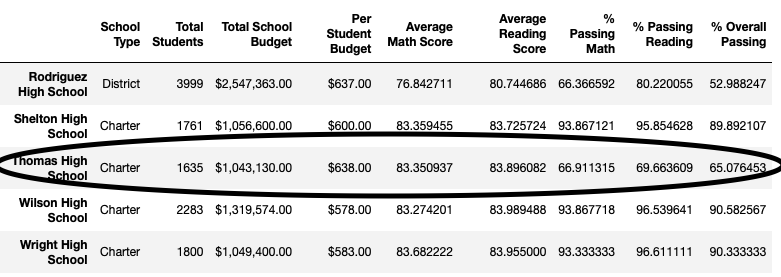 School Type Total Students Total School Budget Per Student Budget Average Math Score Average Reading Score % Passing Math % Passing Reading % Overall Passing
Rodriguez High School District 3999 $2,547,363.00 $637.00 76.842711 80.744686 66.366592 80.220055 52.988247
Shelton High School Charter 1761 $1,056,600.00 $600.00 83.359455 83.725724 93.867121 95.854628 89.892107
Thomas High School Charter 1635 $1,043,130.00 $638.00 83.350937 83.896082 66.911315 69.663609 65.076453
Wilson High School Charter 2283 $1,319,574.00 $578.00 83.274201 83.989488 93.867718 96.539641 90.582567
Wright High School Charter 1800 $1,049,400.00 $583.00 83.682222 83.955000 93.333333 96.611111 90.333333